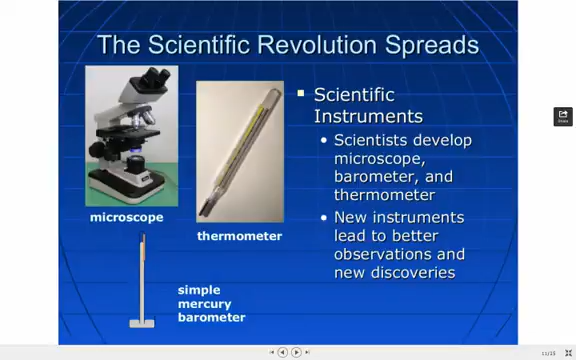 The Scientific Revolution Spreads
Scientific
Instruments
• Scientists develop
microscope,
barometer, and
thermometer
• New instruments
lead to better
observations and
new discoveries
microscope
thermometer
simple
mercury
barometer